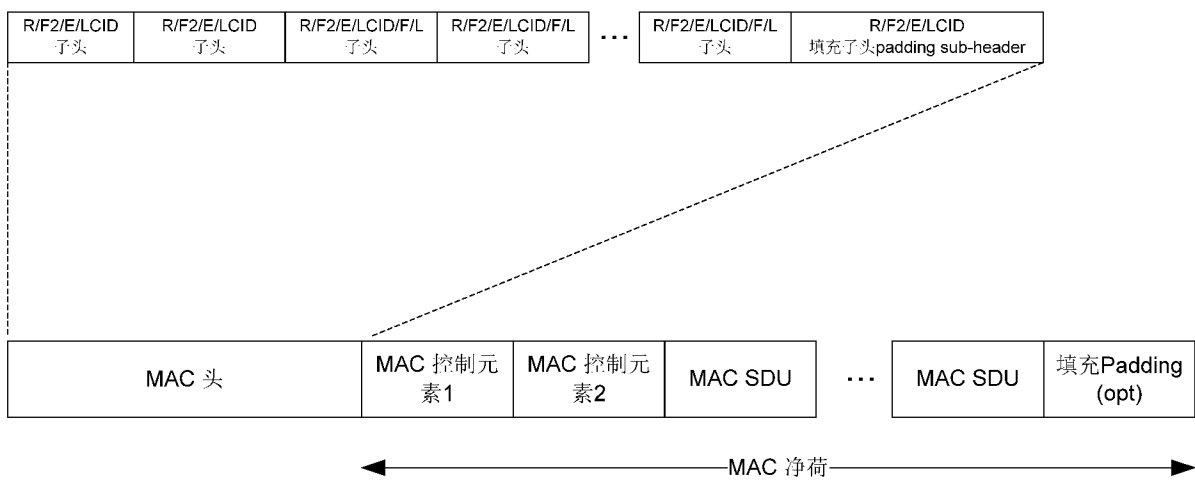 R/F2/E/LCID
子头
R/F2/E/LCID
子头
R/F2/E/LCID/F/L
子头
R/F2/E/LCID/F/L
子头
...
R/F2/E/LCID/F/L
子头
R/F2/E/LCID
填充子头padding sub-header
MAC 头
MAC 控制元
素1
MAC 控制元
素2
MAC SDU
...
MAC SDU
填充Padding
(opt)
MAC 净荷